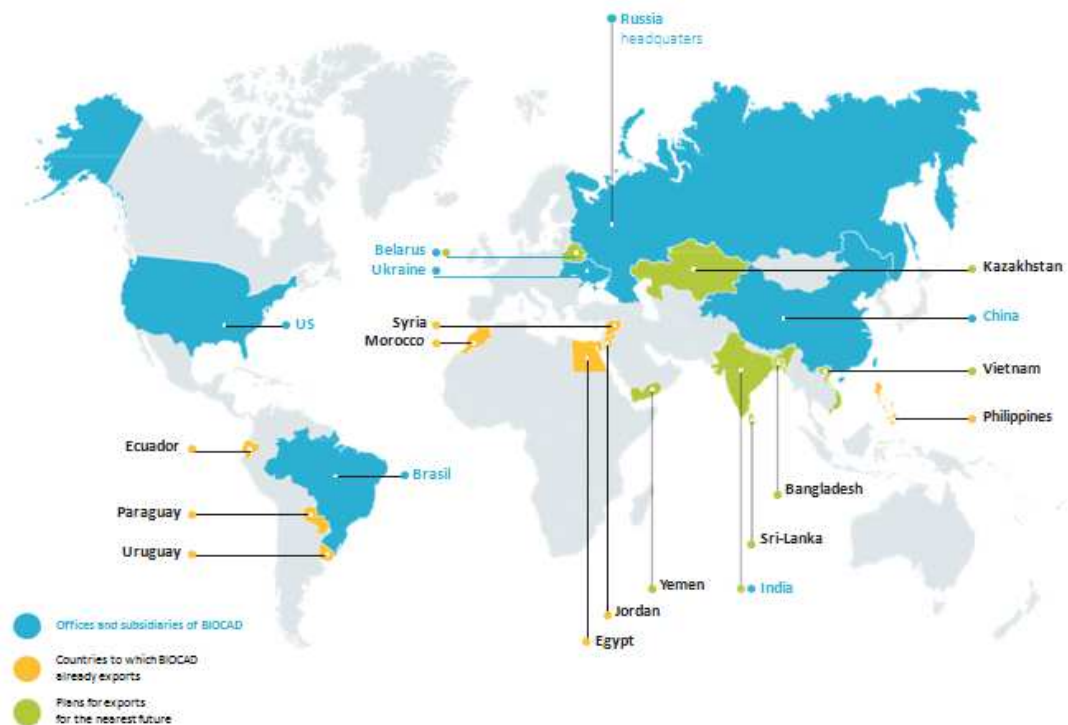 Russia
headquaters
Belarus
Ukraine
Kazakhstan
US
Syria
Morocco
China
Vietnam
Philippines
Ecuador
Brasil
Bangladesh
Paraguay
Sri-Lanka
Uruguay
Yemen
India
Jordan
Egypt
Offices and subsidiaries of BIOCAD
Countries to which BIOCAD
already exports
Plans for exports
for the nearest future